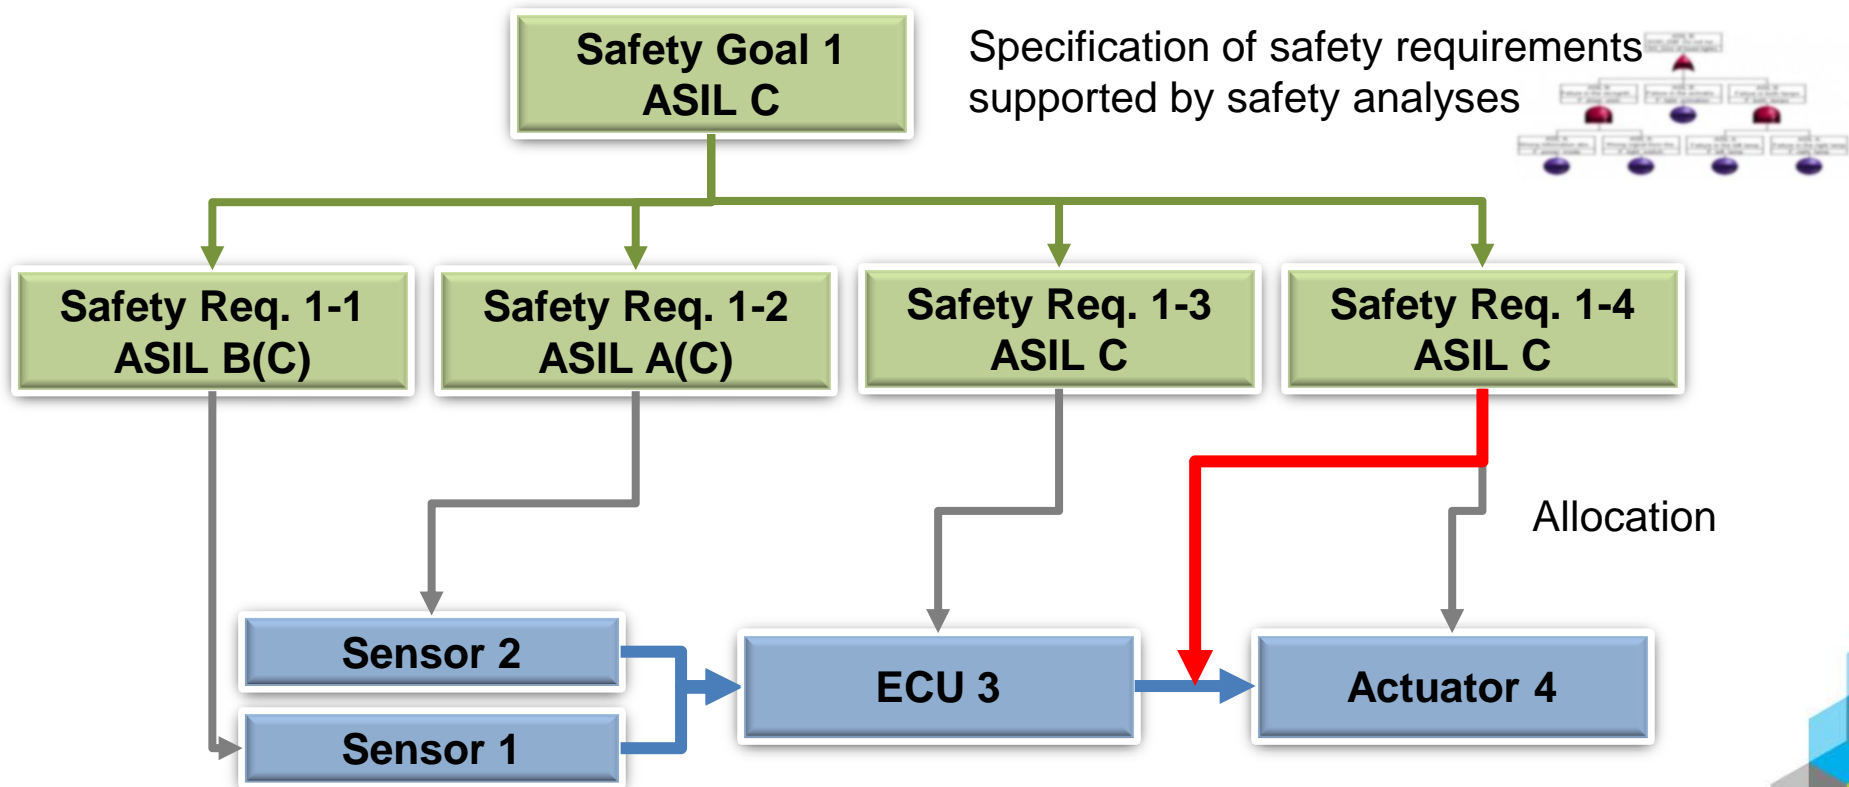 Safety Goal 1
ASIL C
Specification of safety requirements
supported by safety analyses
Safety Req. 1-1
ASIL B(C)
Safety Req. 1-2
ASIL A(C)
Safety Req. 1-3
ASIL C
Safety Req. 1-4
ASIL C
Allocation
Sensor 2
ECU 3
Actuator 4
Sensor 1